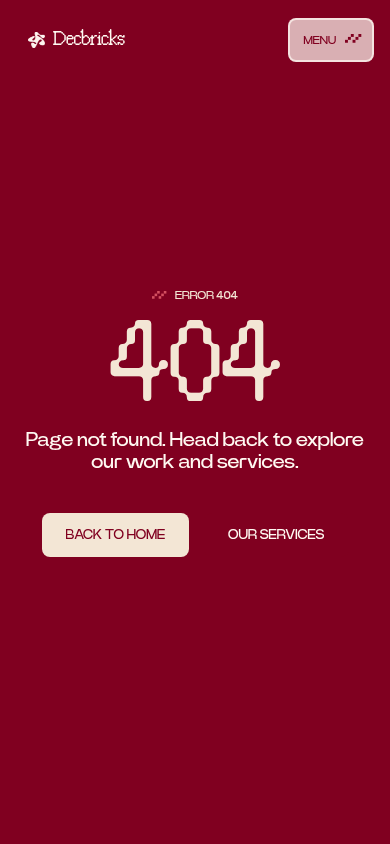 Decbricks
MENU
ERROR 404
404
Page not found. Head back to explore
our work and services.
BACK TO HOME
OUR SERVICES